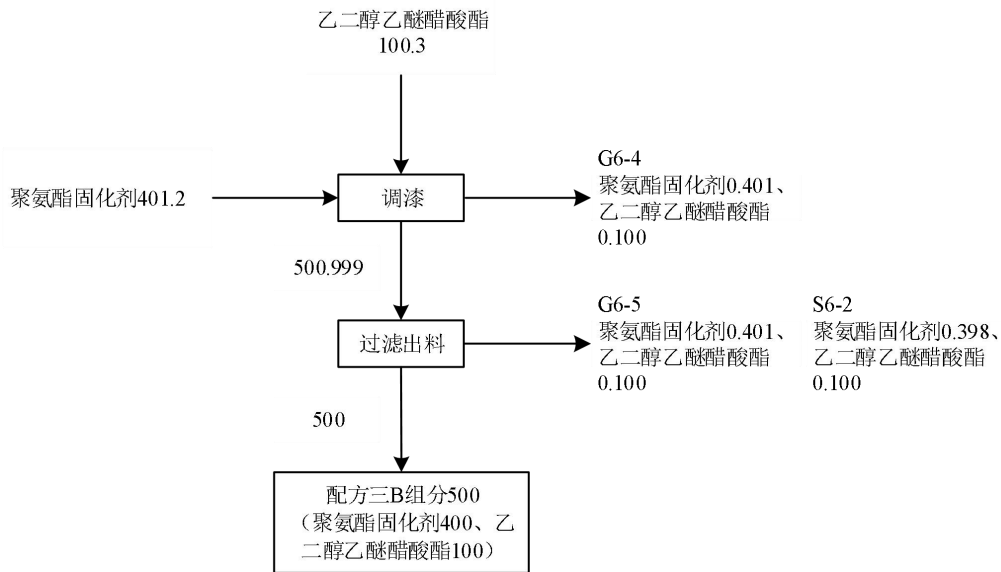 乙二醇乙醚醋酸酯
100.3
聚氨酯固化剂401.2
调漆
G6-4
聚氨酯固化剂0.401、
乙二醇乙醚醋酸酯
0.100
500.999
过滤出料
G6-5
聚氨酯固化剂0.401、
乙二醇乙醚醋酸酯
0.100
S6-2
聚氨酯固化剂0.398、
乙二醇乙醚醋酸酯
0.100
500
配方三B组分500
（聚氨酯固化剂400、乙
二醇乙醚醋酸酯100）